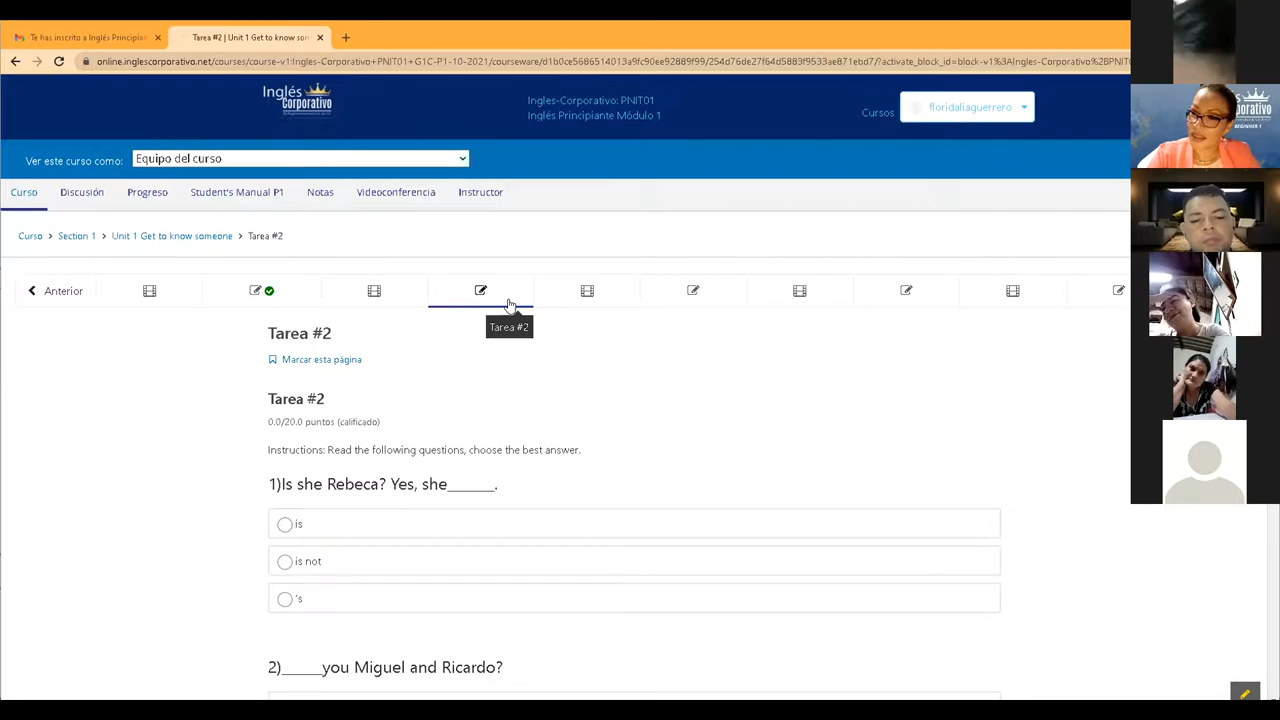 Te has inscrito a Inglés Principian
Tarea #2 | Unit 1 Get to know som
online.inglescorporativo.net/courses/course-v1:Ingles-Corporativo+PNIT01+G1C-P1-10-2021/courseware/d1b0ce5686514013a9fc90ee92889f99/254d76de27f64d5883f9533ae871ebd7/?activate_block_id=block-v1%3AIngles-Corporativo%2BPNIT
Inglés
Corporativo
Ingles-Corporativo: PNIT01
Inglés Principiante Módulo 1
Cursos
floridaliaguerrero
Corporativo
BEGINNER 1
Ver este curso como:
Equipo del curso
Curso
Discusión
Progreso
Student's Manual P1
Notas
Videoconferencia
Instructor
Curso > Section 1 > Unit 1 Get to know someone > Tarea #2
Anterior
Tarea #2
Tarea #2
Marcar esta página
Tarea #2
0.0/20.0 puntos (calificado)
Instructions: Read the following questions, choose the best answer.
1)Is she Rebeca? Yes, she______.
is
is not
's
2)_____you Miguel and Ricardo?